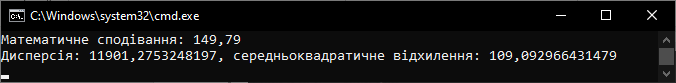 C:\Windows\system32\cmd.exe
Математичне сподівання: 149,79
Дисперсія: 11901,2753248197, середньоквадратичне відхилення: 109,092966431479